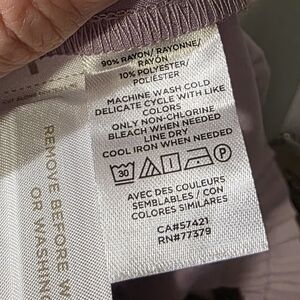 90% RAYON/ RAYONNE/
RAYÓN
10% POLYESTER/
POLIÉSTER
MACHINE WASH COLD
DELICATE CYCLE WITH LIKE
COLORS
ONLY NON-CHLORINE
BLEACH WHEN NEEDED
LINE DRY
COOL IRON WHEN NEEDED
30
P
AVEC DES COULEURS
SEMBLABLES / CON
COLORES SIMILARES
CA#57421
RN#77379
REMOVE BEFORE W
OR WASHING